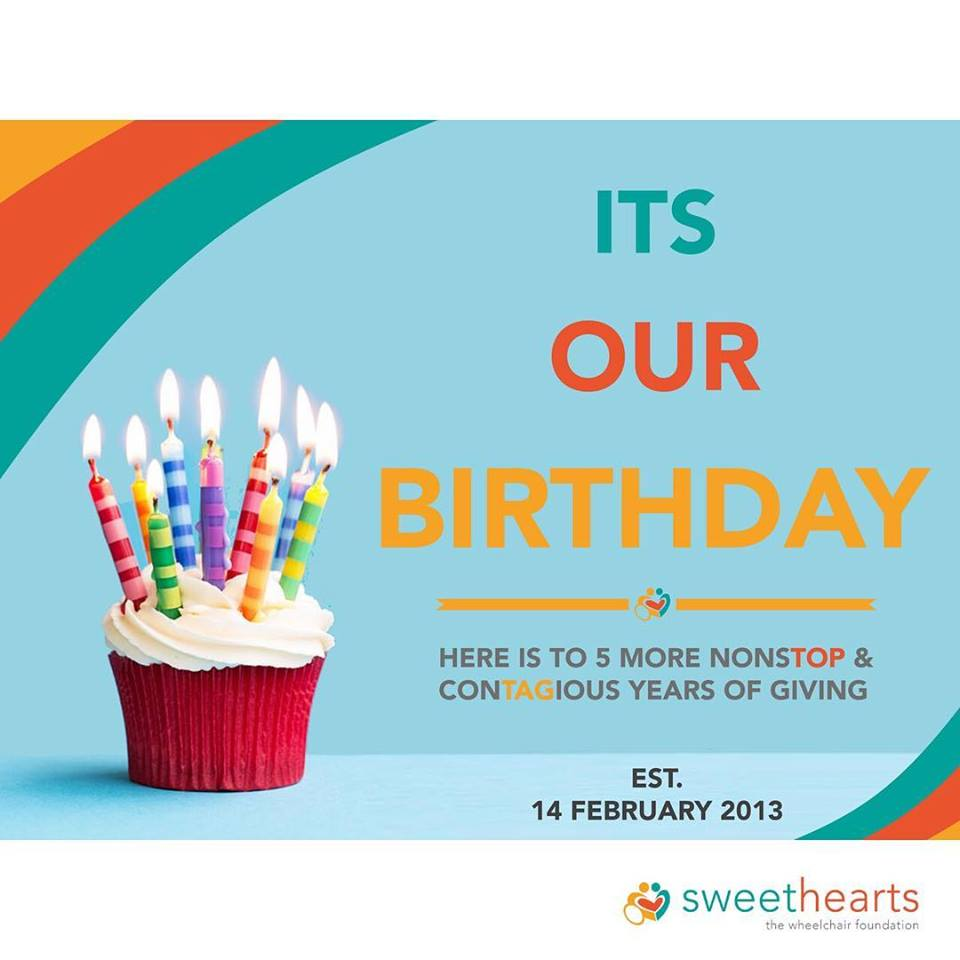 ITS
OUR
BIRTHDAY
HERE IS TO 5 MORE NONSTOP &
CONTAGIOUS YEARS OF GIVING
EST.
14 FEBRUARY 2013
sweethearts
the wheelchair foundation